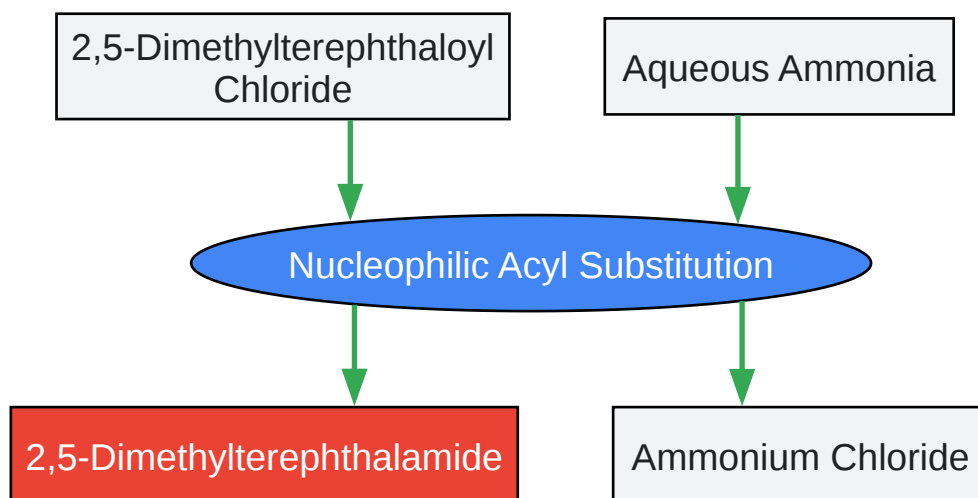 2,5-Dimethylterephthaloyl
Chloride
Aqueous Ammonia
Nucleophilic Acyl Substitution
2,5-Dimethylterephthalamide
Ammonium Chloride